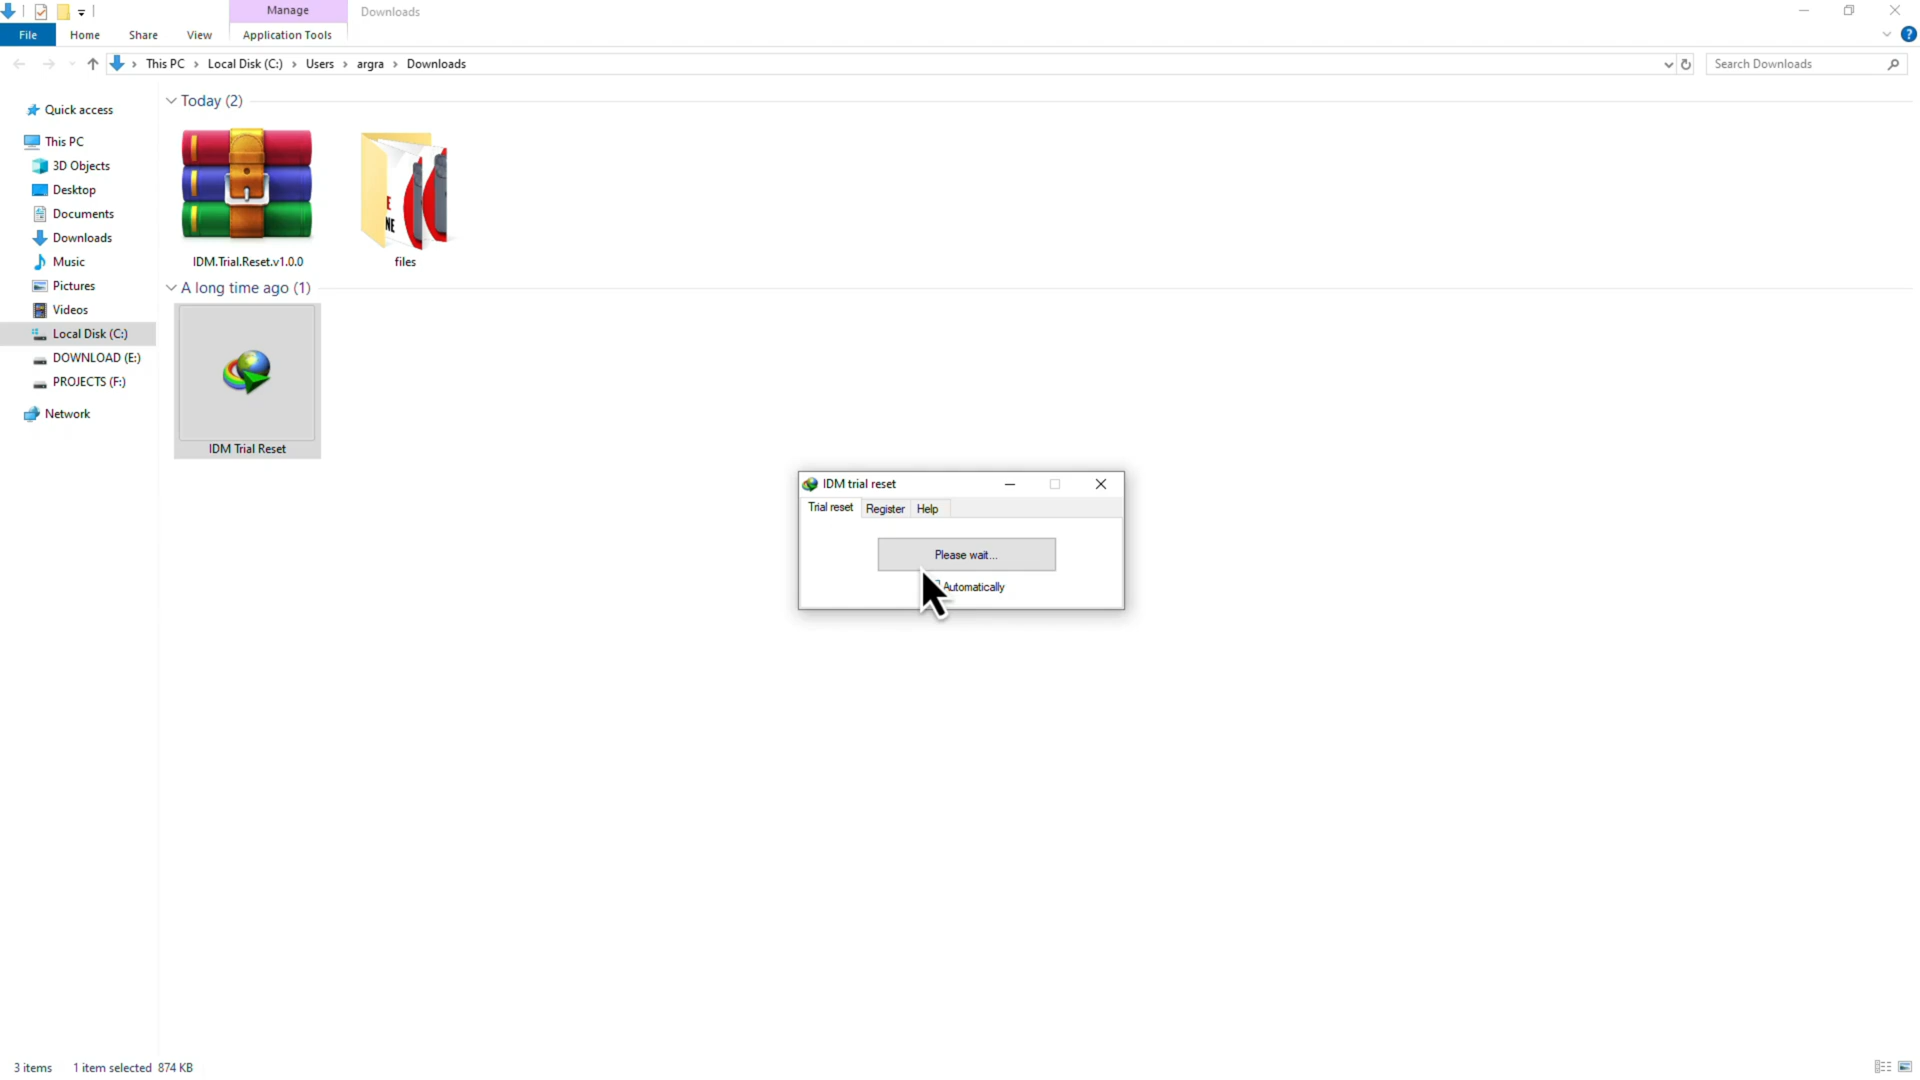 Manage
Downloads
File
Home
Share
View
Application Tools
This PC
Local Disk (C:)
Users
argra
Downloads
Search Downloads
Quick access
This PC
3D Objects
Desktop
Documents
Downloads
Music
Pictures
Videos
Local Disk (C:)
DOWNLOAD (E:)
PROJECTS (F:)
Network
Today (2)
IDM.Trial.Reset.v1.0.0
files
A long time ago (1)
IDM Trial Reset
IDM trial reset
Trial reset
Register
Help
Please wait...
Automatically
3 items
1 item selected 874 KB